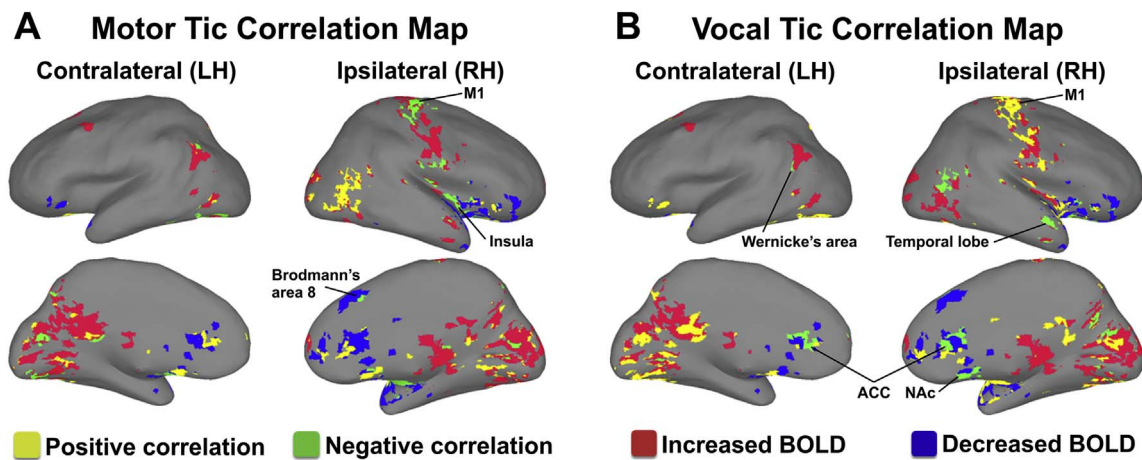 A Motor Tic Correlation Map
Contralateral (LH) Ipsilateral (RH)
M1
Insula
Brodmann's
area 8
B Vocal Tic Correlation Map
Contralateral (LH) Ipsilateral (RH)
M1
Wernicke's area Temporal lobe
ACC NAc
Positive correlation Negative correlation Increased BOLD Decreased BOLD